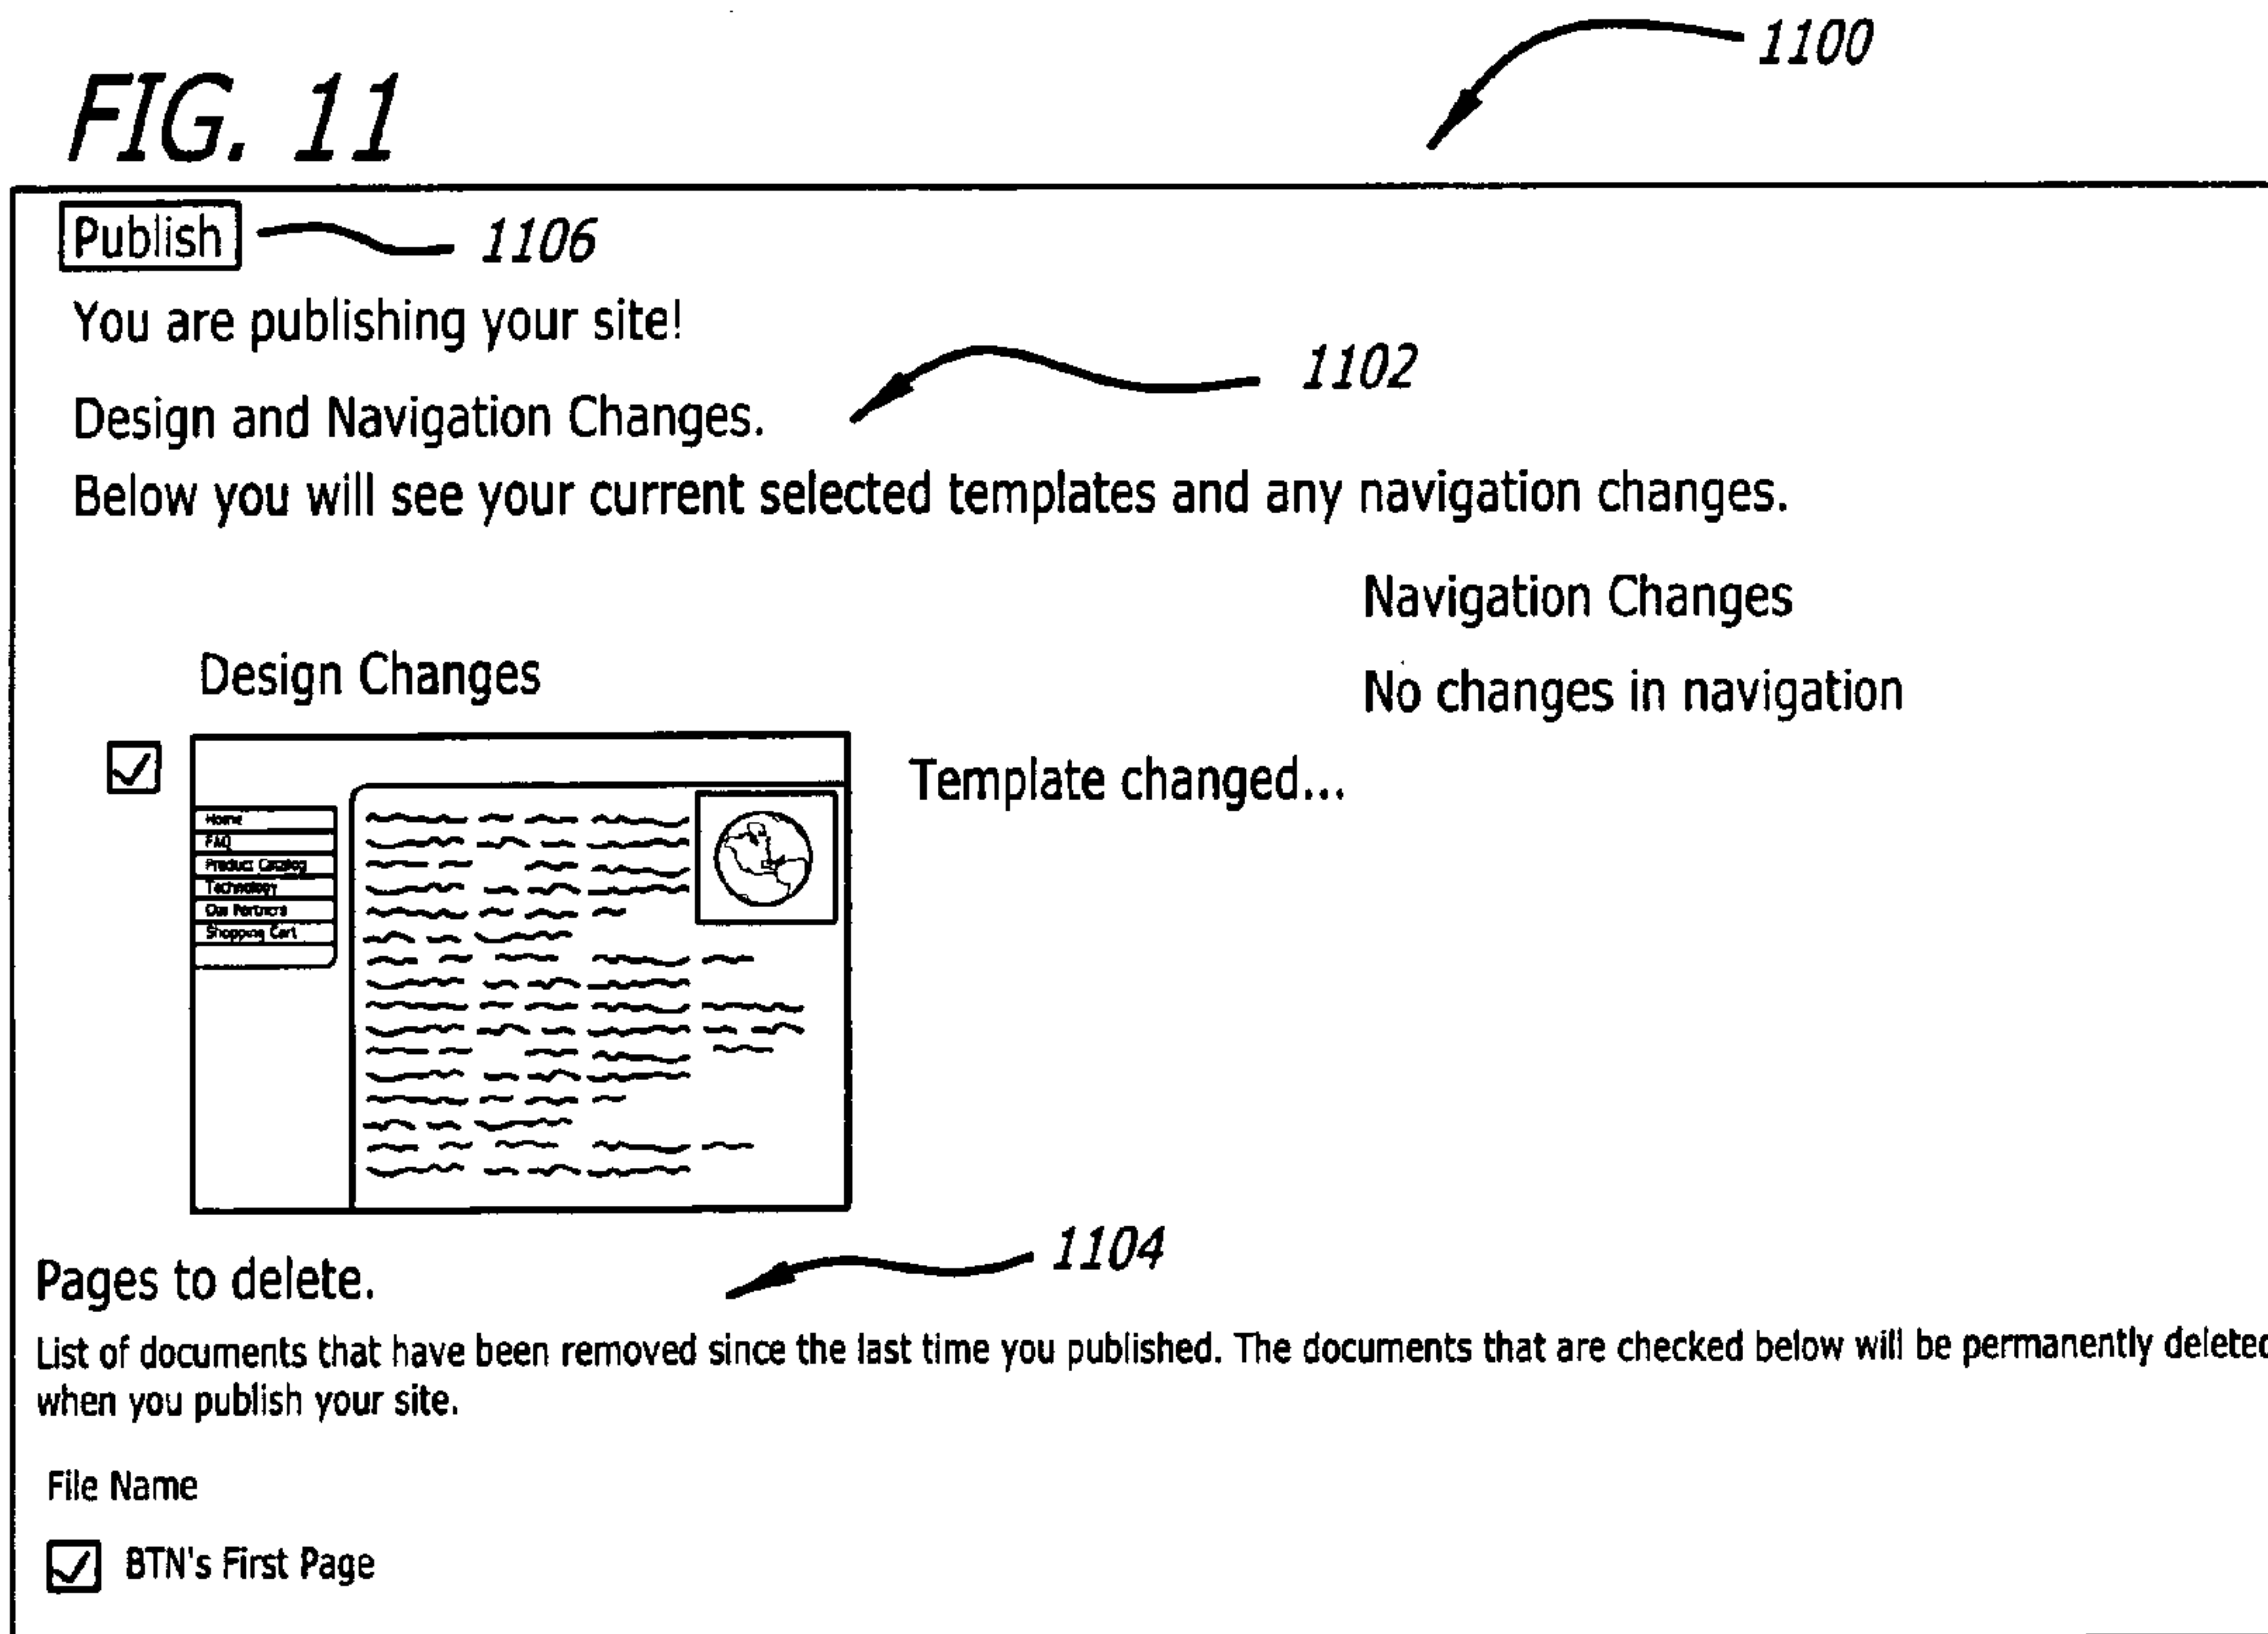 1100
FIG. 11
Publish
1106
You are publishing your site!
1102
Design and Navigation Changes.
Below you will see your current selected templates and any navigation changes.
Navigation Changes
Design Changes
No changes in navigation
Template changed...
Home
FAQ
Product Catalog
Technology
Our Partners
Shopping Cart
1104
Pages to delete.
List of documents that have been removed since the last time you published. The documents that are checked below will be permanently deleted
when you publish your site.
File Name
BTN's First Page